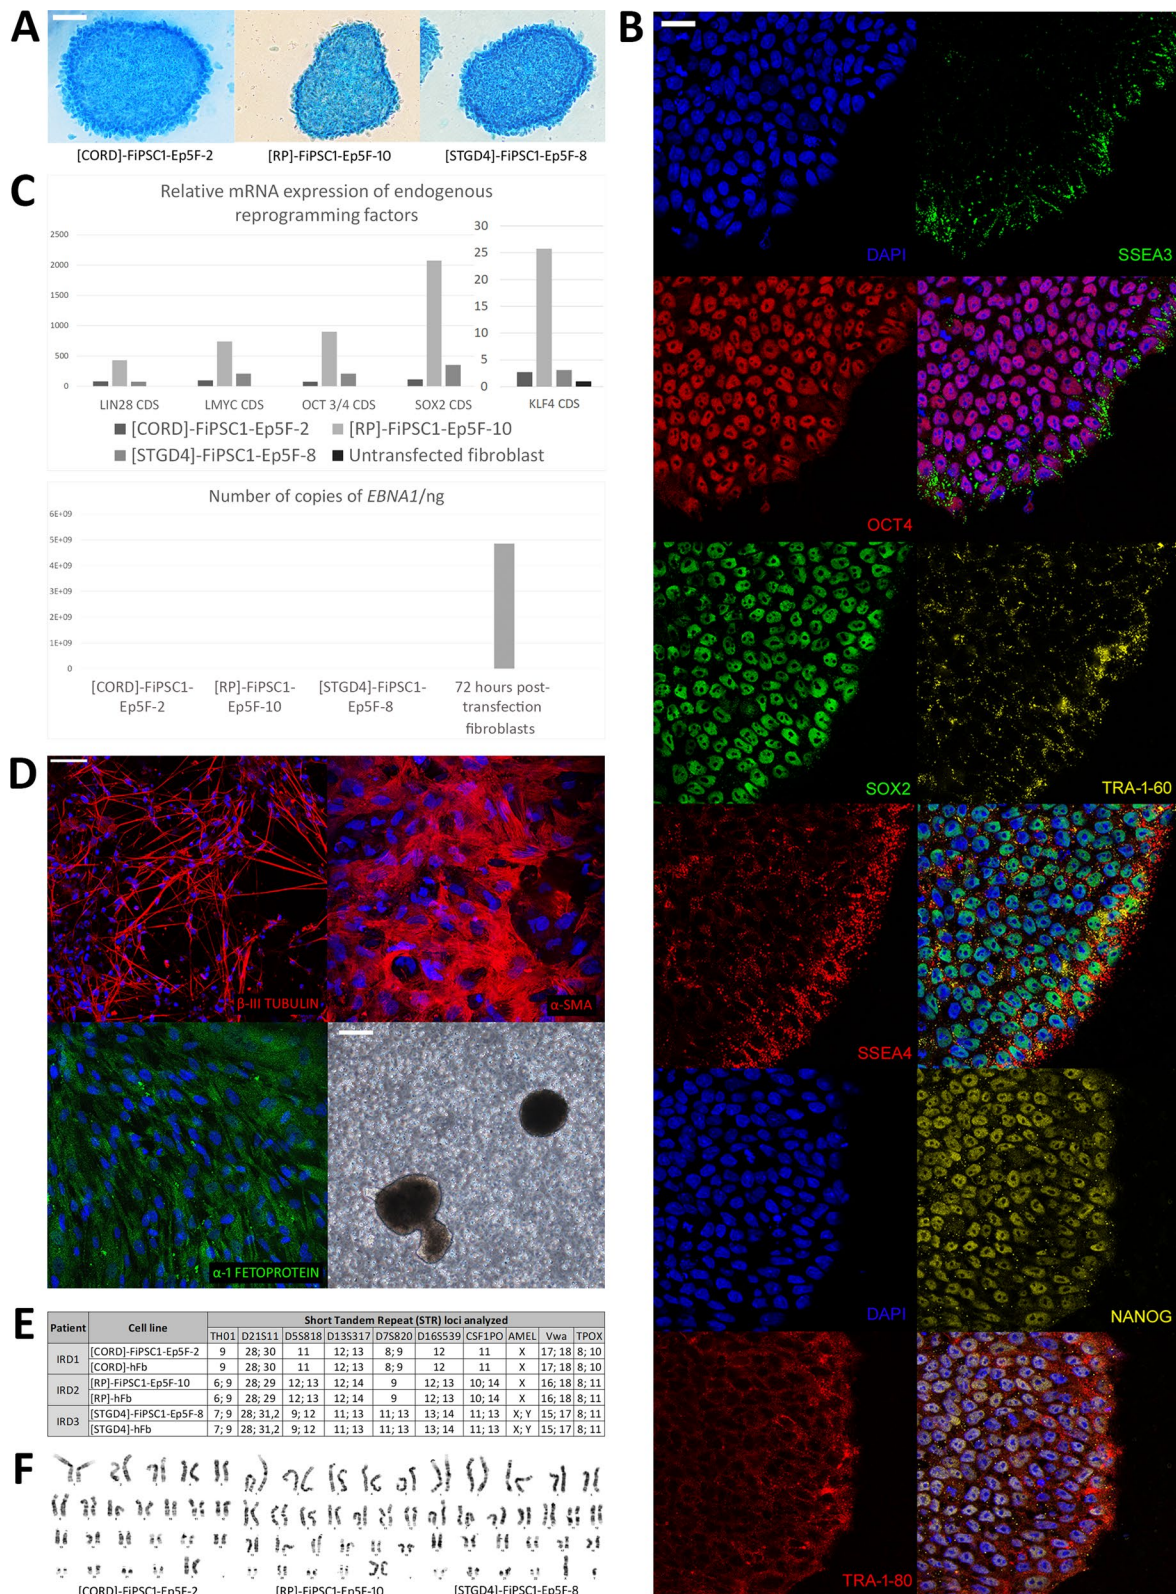 A
[CORD]-FiPSC1-Ep5F-2
[RP]-FiPSC1-Ep5F-10
[STGD4]-FiPSC1-Ep5F-8
B
DAPI
SSEA3
OCT4
SOX2
TRA-1-60
SSEA4
DAPI
NANOG
TRA-1-80
C
Relative mRNA expression of endogenous
reprogramming factors
2500
2000
1500
1000
500
0
30
25
20
15
10
5
0
LIN28 CDS
LMYC CDS
OCT 3/4 CDS
SOX2 CDS
KLF4 CDS
[CORD]-FiPSC1-Ep5F-2
[RP]-FiPSC1-Ep5F-10
[STGD4]-FiPSC1-Ep5F-8
Untransfected fibroblast
Number of copies of EBNA1/ng
6E+09
5E+09
4E+09
3E+09
2E+09
1E+09
0
[CORD]-FiPSC1-
Ep5F-2
[RP]-FiPSC1-
Ep5F-10
[STGD4]-FiPSC1-
Ep5F-8
72 hours post-
transfection
fibroblasts
D
β-III TUBULIN
α-SMA
α-1 FETOPROTEIN
E
Patient Cell line Short Tandem Repeat (STR) loci analyzed
TH01 D21S11 D5S818 D13S317 D7S820 D16S539 CSF1PO AMEL Vwa TPOX
IRD1 [CORD]-FiPSC1-Ep5F-2 9 28; 30 11 12; 13 8; 9 12 11 X 17; 18 8; 10
[CORD]-hFb 9 28; 30 11 12; 13 8; 9 12 11 X 17; 18 8; 10
IRD2 [RP]-FiPSC1-Ep5F-10 6; 9 28; 29 12; 13 12; 14 9 12; 13 10; 14 X 16; 18 8; 11
[RP]-hFb 6; 9 28; 29 12; 13 12; 14 9 12; 13 10; 14 X 16; 18 8; 11
IRD3 [STGD4]-FiPSC1-Ep5F-8 7; 9 28; 31,2 9; 12 11; 13 11; 13 13; 14 11; 13 X; Y 15; 17 8; 11
[STGD4]-hFb 7; 9 28; 31,2 9; 12 11; 13 11; 13 13; 14 11; 13 X; Y 15; 17 8; 11
F
[CORD]-FiPSC1-Ep5F-2
[RP]-FiPSC1-Ep5F-10
[STGD4]-FiPSC1-Ep5F-8